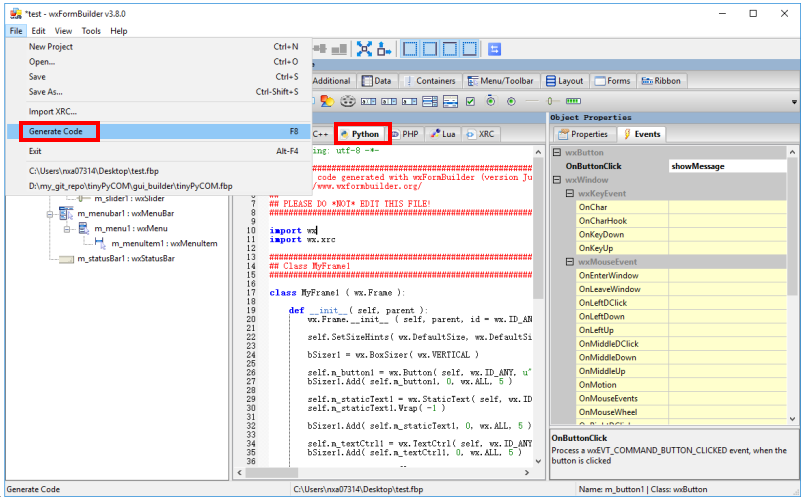 *test - wxFormBuilder v3.8.0
File Edit View Tools Help
New Project Ctrl+N
Open... Ctrl+O
Save Ctrl+S
Save As... Ctrl-Shift+S
Import XRC...
Generate Code F8
Exit Alt-F4
C:\Users\nxa07314\Desktop\test.fbp
D:\my_git_repo\tinyPyCOM\gui_builder\tinyPyCOM.fbp
m_slider1 : wxSlider
m_menubar1 : wxMenuBar
m_menu1 : wxMenu
m_menuItem1 : wxMenuItem
m_statusBar1 : wxStatusBar
Additional Data Containers Menu/Toolbar Layout Forms Ribbon
C++ Python PHP Lua XRC
ing: utf-8 -*-
###########################################
code generated with wxFormBuilder (version Ju
/www.wxformbuilder.org/
6 ##
7 ## PLEASE DO *NOT* EDIT THIS FILE!
8 ###########################################
9
10 import wx
11 import wx.xrc
12
13 ###########################################
14 ## Class MyFrame1
15 ###########################################
16
17 class MyFrame1 ( wx.Frame ):
18
19 def __init__( self, parent ):
20 wx.Frame.__init__ ( self, parent, id = wx.ID_AN
21
22 self.SetSizeHints( wx.DefaultSize, wx.DefaultSi
23
24 bSizer1 = wx.BoxSizer( wx.VERTICAL )
25
26 self.m_button1 = wx.Button( self, wx.ID_ANY, u"
27 bSizer1.Add( self.m_button1, 0, wx.ALL, 5 )
28
29 self.m_staticText1 = wx.StaticText( self, wx.ID
30 self.m_staticText1.Wrap( -1 )
31
32 bSizer1.Add( self.m_staticText1, 0, wx.ALL, 5 )
33
34 self.m_textCtrl1 = wx.TextCtrl( self, wx.ID_ANY
35 bSizer1.Add( self.m_textCtrl1, 0, wx.ALL, 5 )
36
Object Properties
Properties Events
wxButton
OnButtonClick showMessage
wxWindow
wxKeyEvent
OnChar
OnCharHook
OnKeyDown
OnKeyUp
wxMouseEvent
OnEnterWindow
OnLeaveWindow
OnLeftDClick
OnLeftDown
OnLeftUp
OnMiddleDClick
OnMiddleDown
OnMiddleUp
OnMotion
OnMouseEvents
OnMouseWheel
OnRightDClick
OnButtonClick
Process a wxEVT_COMMAND_BUTTON_CLICKED event, when the
button is clicked
Generate Code C:\Users\nxa07314\Desktop\test.fbp Name: m_button1 | Class: wxButton